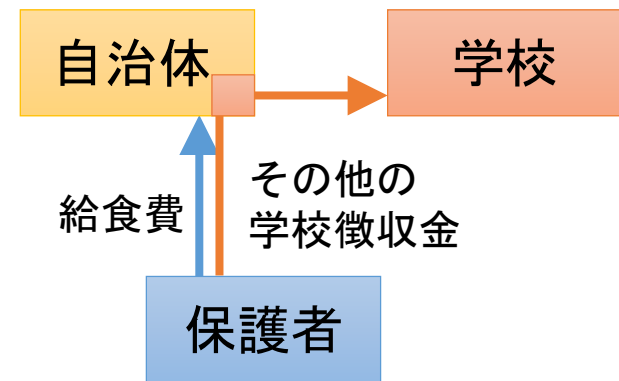 自治体
学校
給食費
その他の
学校徴収金
保護者